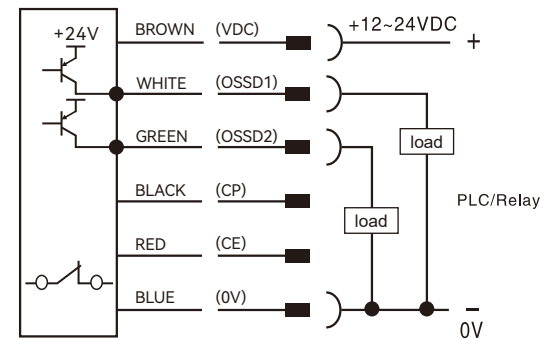 +24V
BROWN (VDC) +12~24VDC +
WHITE (OSSD1)
load
GREEN (OSSD2)
BLACK (CP)
PLC/Relay
load
RED (CE)
BLUE (0V) −
0V